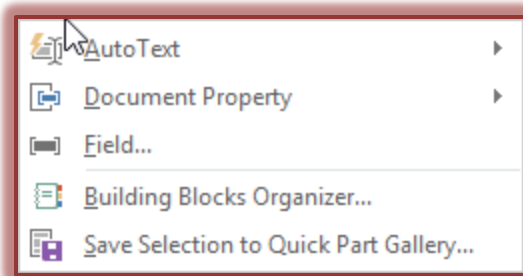 AutoText
Document Property
Field...
Building Blocks Organizer...
Save Selection to Quick Part Gallery...